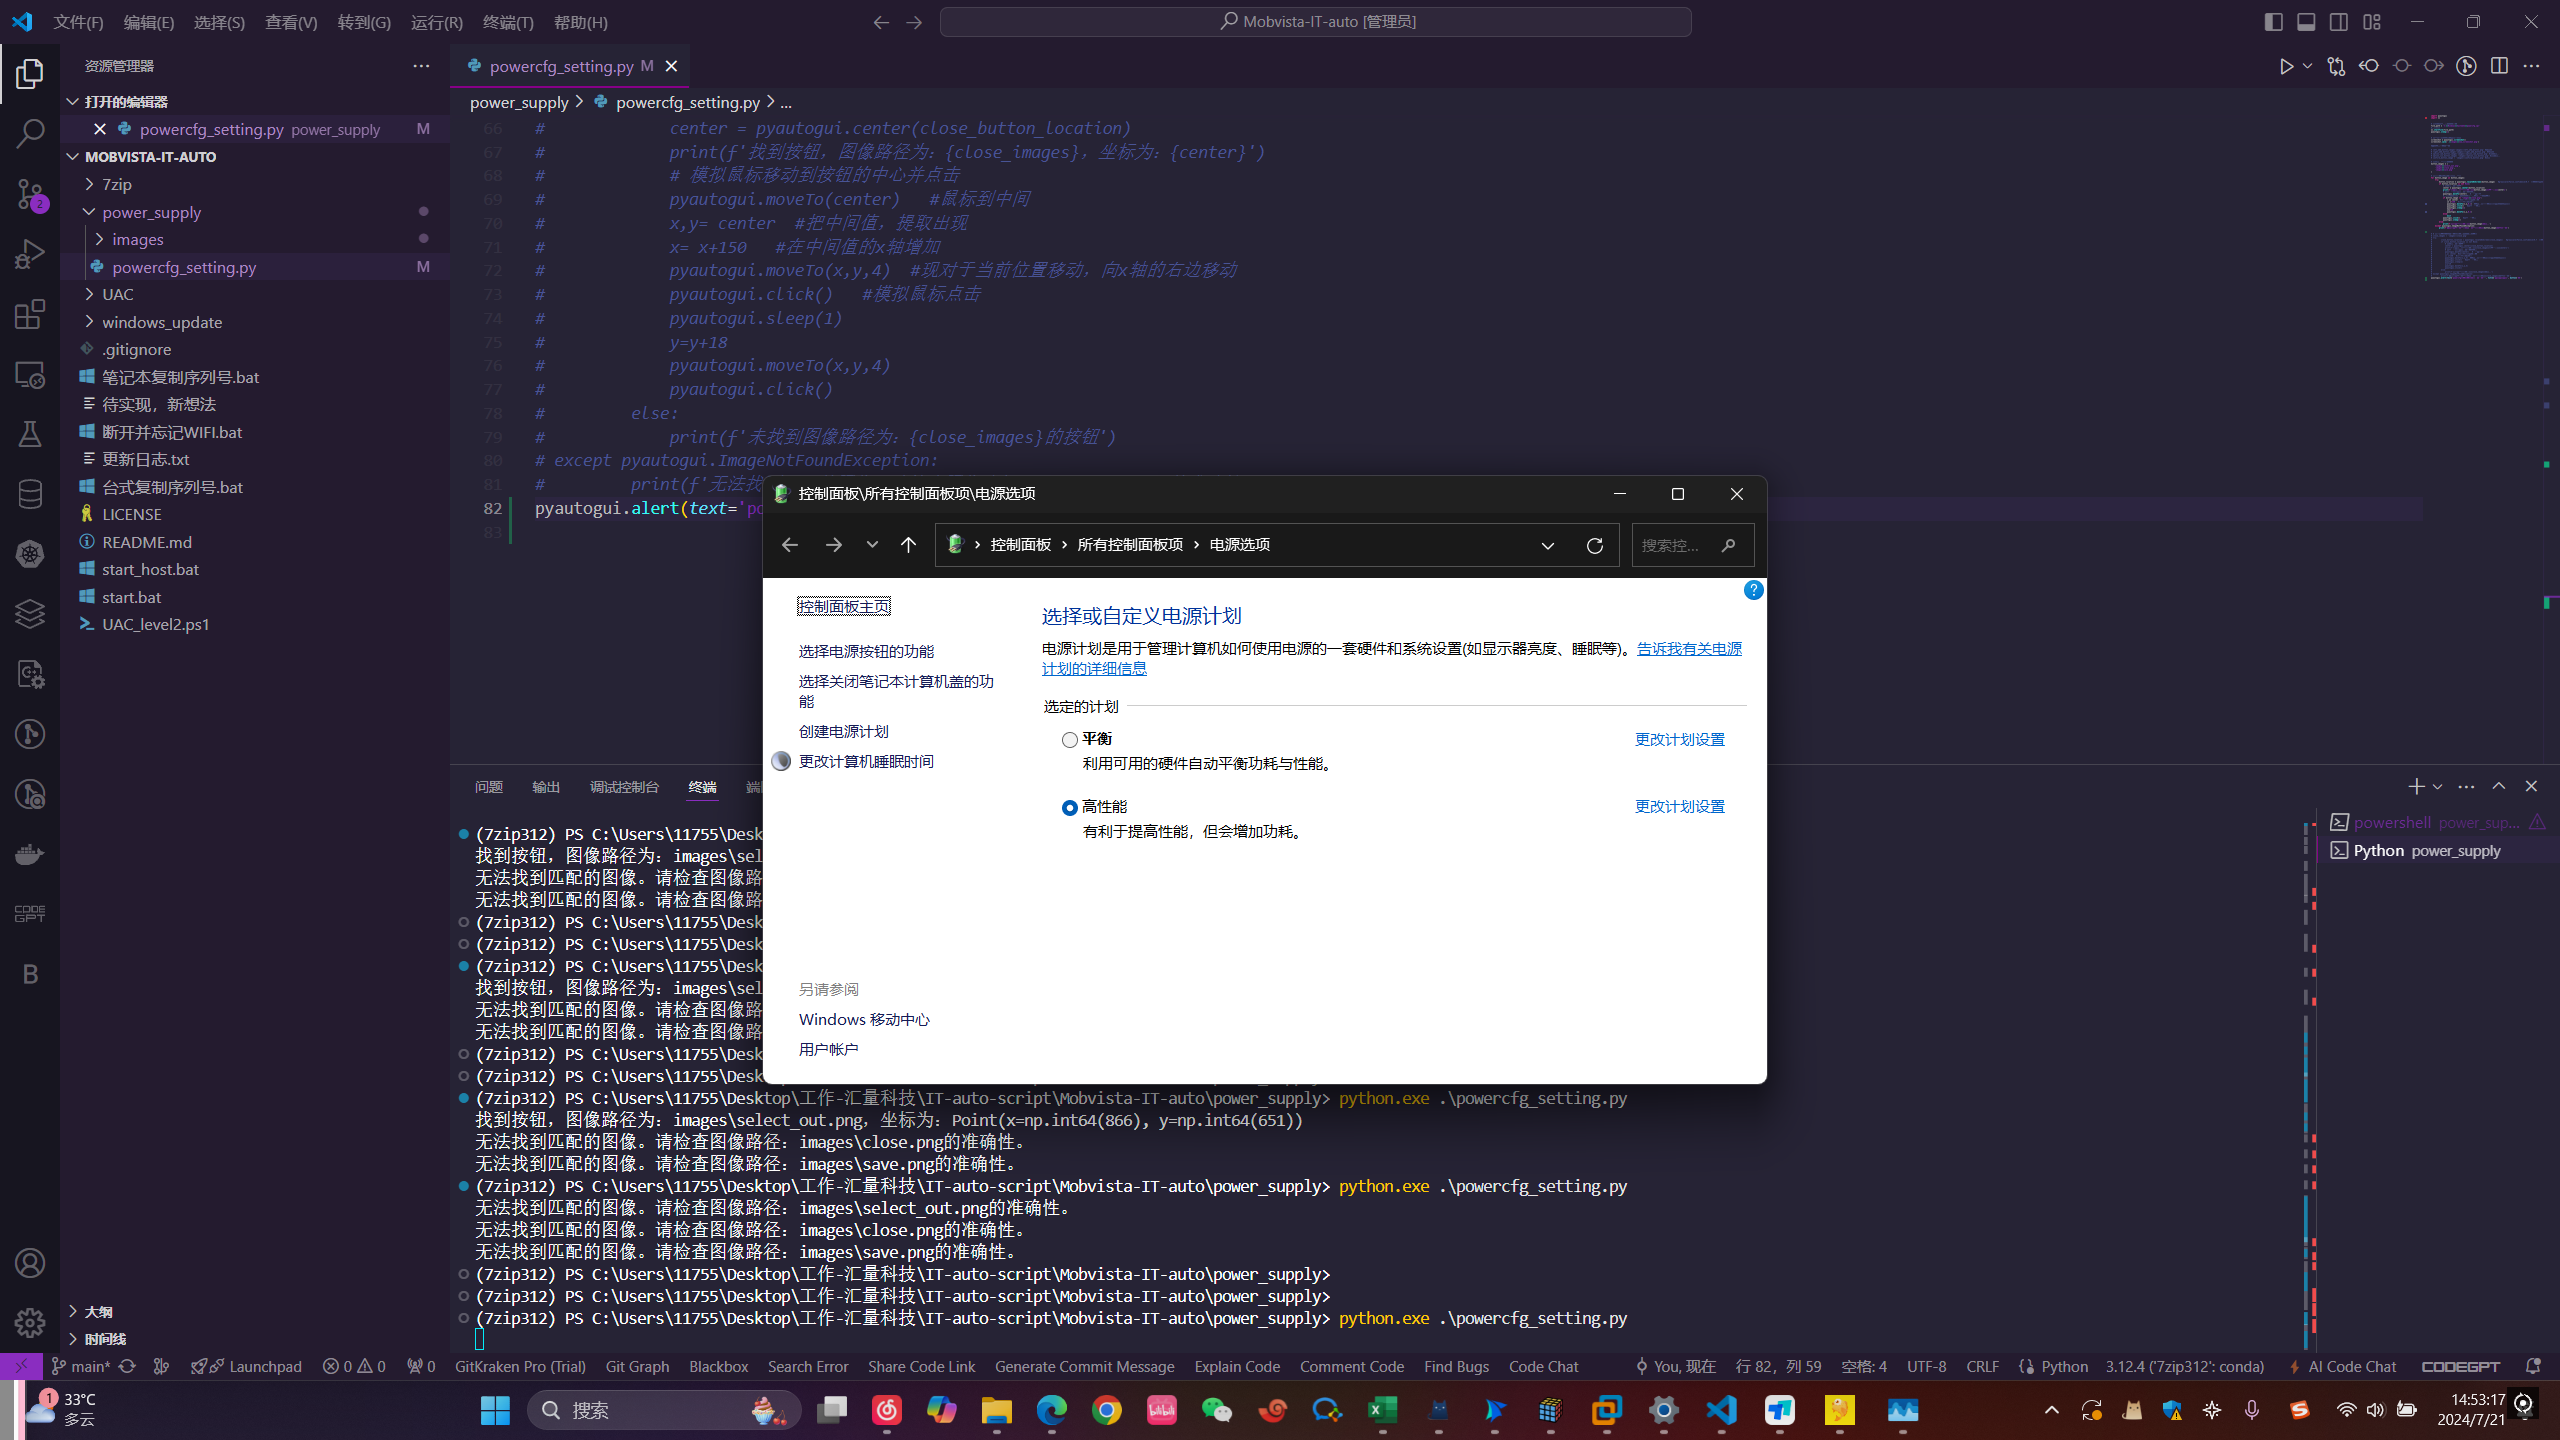 文件(F) 编辑(E) 选择(S) 查看(V) 转到(G) 运行(R) 终端(T) 帮助(H)
Mobvista-IT-auto [管理员]
资源管理器
打开的编辑器
powercfg_setting.py power_supply M
MOBVISTA-IT-AUTO
7zip
power_supply
images
powercfg_setting.py M
UAC
windows_update
.gitignore
笔记本复制序列号.bat
待实现，新想法
断开并忘记WIFI.bat
更新日志.txt
台式复制序列号.bat
LICENSE
README.md
start_host.bat
start.bat
UAC_level2.ps1
大纲
时间线
powercfg_setting.py M
power_supply > powercfg_setting.py > ...
66 # center = pyautogui.center(close_button_location)
67 # print(f'找到按钮，图像路径为：{close_images}，坐标为：{center}')
68 # # 模拟鼠标移动到按钮的中心并点击
69 # pyautogui.moveTo(center) #鼠标到中间
70 # x,y= center #把中间值，提取出现
71 # x= x+150 #在中间值的x轴增加
72 # pyautogui.moveTo(x,y,4) #现对于当前位置移动，向x轴的右边移动
73 # pyautogui.click() #模拟鼠标点击
74 # pyautogui.sleep(1)
75 # y=y+18
76 # pyautogui.moveTo(x,y,4)
77 # pyautogui.click()
78 # else:
79 # print(f'未找到图像路径为：{close_images}的按钮')
80 # except pyautogui.ImageNotFoundException:
81 # print(f'无法找
82 pyautogui.alert(text='po
83
控制面板\所有控制面板项\电源选项
控制面板 › 所有控制面板项 › 电源选项
搜索控...
控制面板主页
选择电源按钮的功能
选择关闭笔记本计算机盖的功
能
创建电源计划
更改计算机睡眠时间
另请参阅
Windows 移动中心
用户帐户
选择或自定义电源计划
电源计划是用于管理计算机如何使用电源的一套硬件和系统设置(如显示器亮度、睡眠等)。告诉我有关电源
计划的详细信息
选定的计划
平衡 更改计划设置
利用可用的硬件自动平衡功耗与性能。
高性能 更改计划设置
有利于提高性能，但会增加功耗。
问题 输出 调试控制台 终端
(7zip312) PS C:\Users\11755\Desk
找到按钮，图像路径为：images\sel
无法找到匹配的图像。请检查图像路
无法找到匹配的图像。请检查图像路
(7zip312) PS C:\Users\11755\Desk
(7zip312) PS C:\Users\11755\Desk
(7zip312) PS C:\Users\11755\Desk
找到按钮，图像路径为：images\sel
无法找到匹配的图像。请检查图像路
无法找到匹配的图像。请检查图像路
(7zip312) PS C:\Users\11755\Desk
(7zip312) PS C:\Users\11755\Desk
(7zip312) PS C:\Users\11755\Desktop\工作-汇量科技\IT-auto-script\Mobvista-IT-auto\power_supply> python.exe .\powercfg_setting.py
找到按钮，图像路径为：images\select_out.png，坐标为：Point(x=np.int64(866), y=np.int64(651))
无法找到匹配的图像。请检查图像路径：images\close.png的准确性。
无法找到匹配的图像。请检查图像路径：images\save.png的准确性。
(7zip312) PS C:\Users\11755\Desktop\工作-汇量科技\IT-auto-script\Mobvista-IT-auto\power_supply> python.exe .\powercfg_setting.py
无法找到匹配的图像。请检查图像路径：images\select_out.png的准确性。
无法找到匹配的图像。请检查图像路径：images\close.png的准确性。
无法找到匹配的图像。请检查图像路径：images\save.png的准确性。
(7zip312) PS C:\Users\11755\Desktop\工作-汇量科技\IT-auto-script\Mobvista-IT-auto\power_supply>
(7zip312) PS C:\Users\11755\Desktop\工作-汇量科技\IT-auto-script\Mobvista-IT-auto\power_supply>
(7zip312) PS C:\Users\11755\Desktop\工作-汇量科技\IT-auto-script\Mobvista-IT-auto\power_supply> python.exe .\powercfg_setting.py
powershell power_sup...
Python power_supply
main* Launchpad 0 0 0 GitKraken Pro (Trial) Git Graph Blackbox Search Error Share Code Link Generate Commit Message Explain Code Comment Code Find Bugs Code Chat You, 现在 行 82，列 59 空格: 4 UTF-8 CRLF Python 3.12.4 ('7zip312': conda) AI Code Chat CODEGPT
CODE
GPT
B
2
1
33°C
多云
搜索
14:53:17
2024/7/21